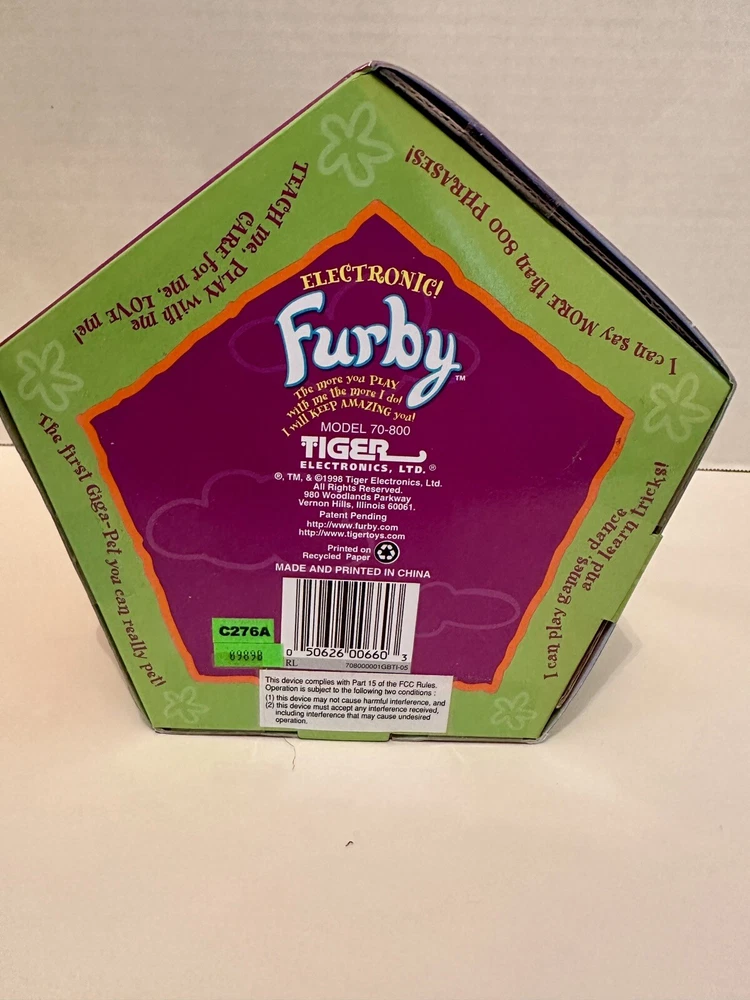 TEACH me, PLAY with me
CARE for me, LOVE me!
I can say MORE than 800 PHRASES!
The first Giga-Pet you can really pet!
I can play games, dance
and learn tricks!
ELECTRONIC!
Furby™
The more you PLAY
with me the more I do!
I will KEEP AMAZING you!
MODEL 70-800
TIGER
ELECTRONICS, LTD.®
®, TM, & ©1998 Tiger Electronics, Ltd.
All Rights Reserved.
980 Woodlands Parkway
Vernon Hills, Illinois 60061.
Patent Pending
http://www.furby.com
http://www.tigertoys.com
Printed on
Recycled Paper
MADE AND PRINTED IN CHINA
C276A
89898
0 50626 00660 3
RL 708000001GBTI-05
This device complies with Part 15 of the FCC Rules.
Operation is subject to the following two conditions :
(1) this device may not cause harmful interference, and
(2) this device must accept any interference received,
including interference that may cause undesired
operation.